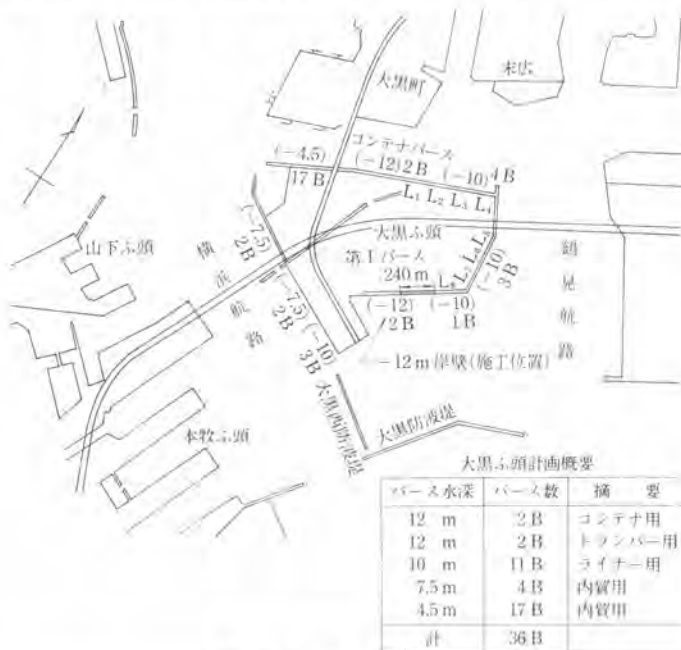 大黒町
末広
コンテナバース
(-4.5)
17 B
(-12) 2 B
(-10) 4 B
L₁ L₂ L₃ L₄
(-7.5)
2 B
大黒ふ頭
第1バース
240 m
(-10)
3 B
鶴見航路
山下ふ頭
横浜航路
(-7.5)
2 B
(-10)
3 B
(-12)
2 B
(-10)
1 B
-12m岸壁(施工位置)
本牧ふ頭
大黒西防波堤
大黒防波堤
大黒ふ頭計画概要
バース水深 バース数 摘 要
12 m 2 B コンテナ用
12 m 2 B トランパー用
10 m 11 B ライナー用
7.5 m 4 B 内貿用
4.5 m 17 B 内貿用
計 36 B